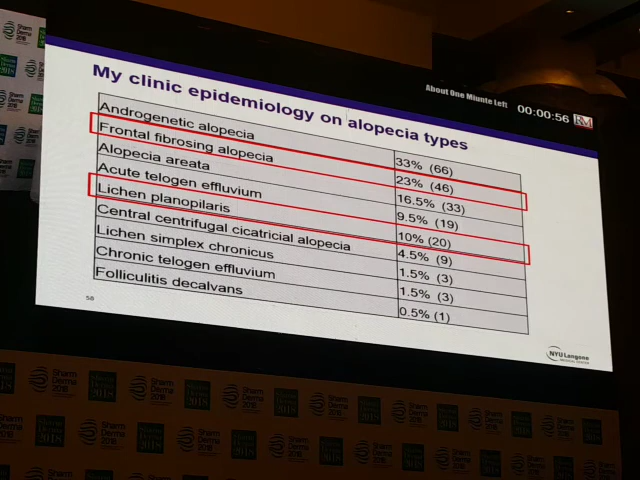 About One Miunte Left 00:00:56 RM
My clinic epidemiology on alopecia types
Androgenetic alopecia 33% (66)
Frontal fibrosing alopecia 23% (46)
Alopecia areata 16.5% (33)
Acute telogen effluvium 9.5% (19)
Lichen planopilaris 10% (20)
Central centrifugal cicatricial alopecia 4.5% (9)
Lichen simplex chronicus 1.5% (3)
Chronic telogen effluvium 1.5% (3)
Folliculitis decalvans 0.5% (1)
58
NYU Langone
Sharm
Derma
2018